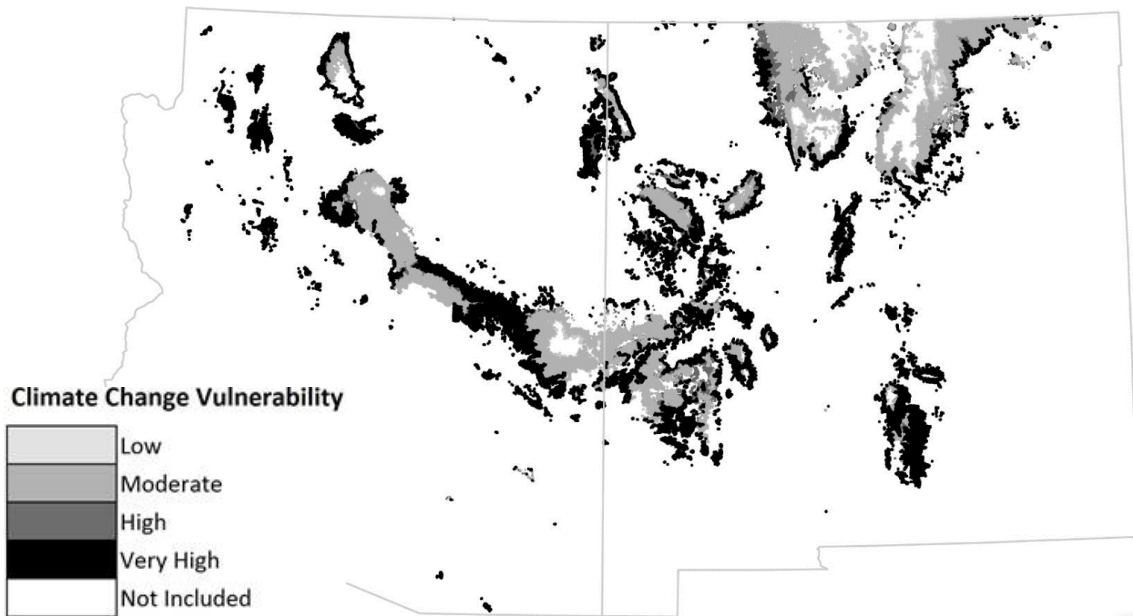 Climate Change Vulnerability
Low
Moderate
High
Very High
Not Included